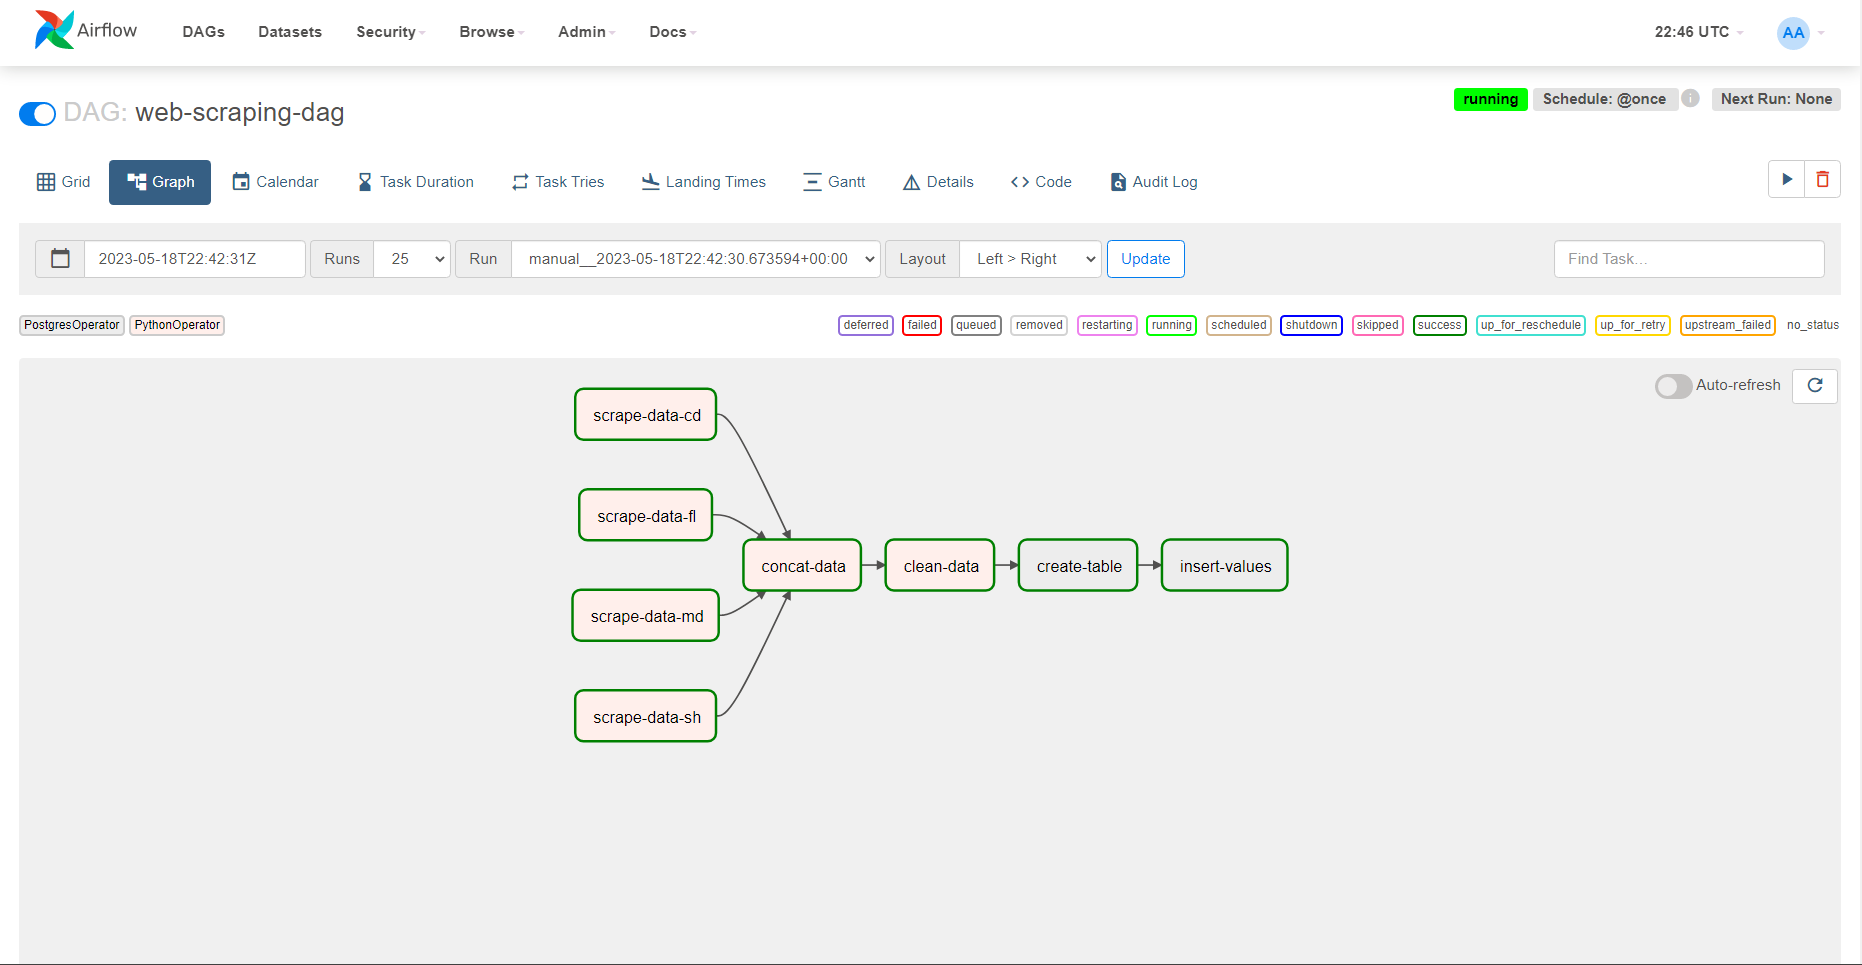 Airflow DAGs Datasets Security Browse Admin Docs 22:46 UTC AA
DAG: web-scraping-dag running Schedule: @once i Next Run: None
Grid Graph Calendar Task Duration Task Tries Landing Times Gantt Details Code Audit Log
2023-05-18T22:42:31Z Runs 25 Run manual__2023-05-18T22:42:30.673594+00:00 Layout Left > Right Update Find Task...
PostgresOperator PythonOperator deferred failed queued removed restarting running scheduled shutdown skipped success up_for_reschedule up_for_retry upstream_failed no_status
Auto-refresh
scrape-data-cd
scrape-data-fl
concat-data clean-data create-table insert-values
scrape-data-md
scrape-data-sh